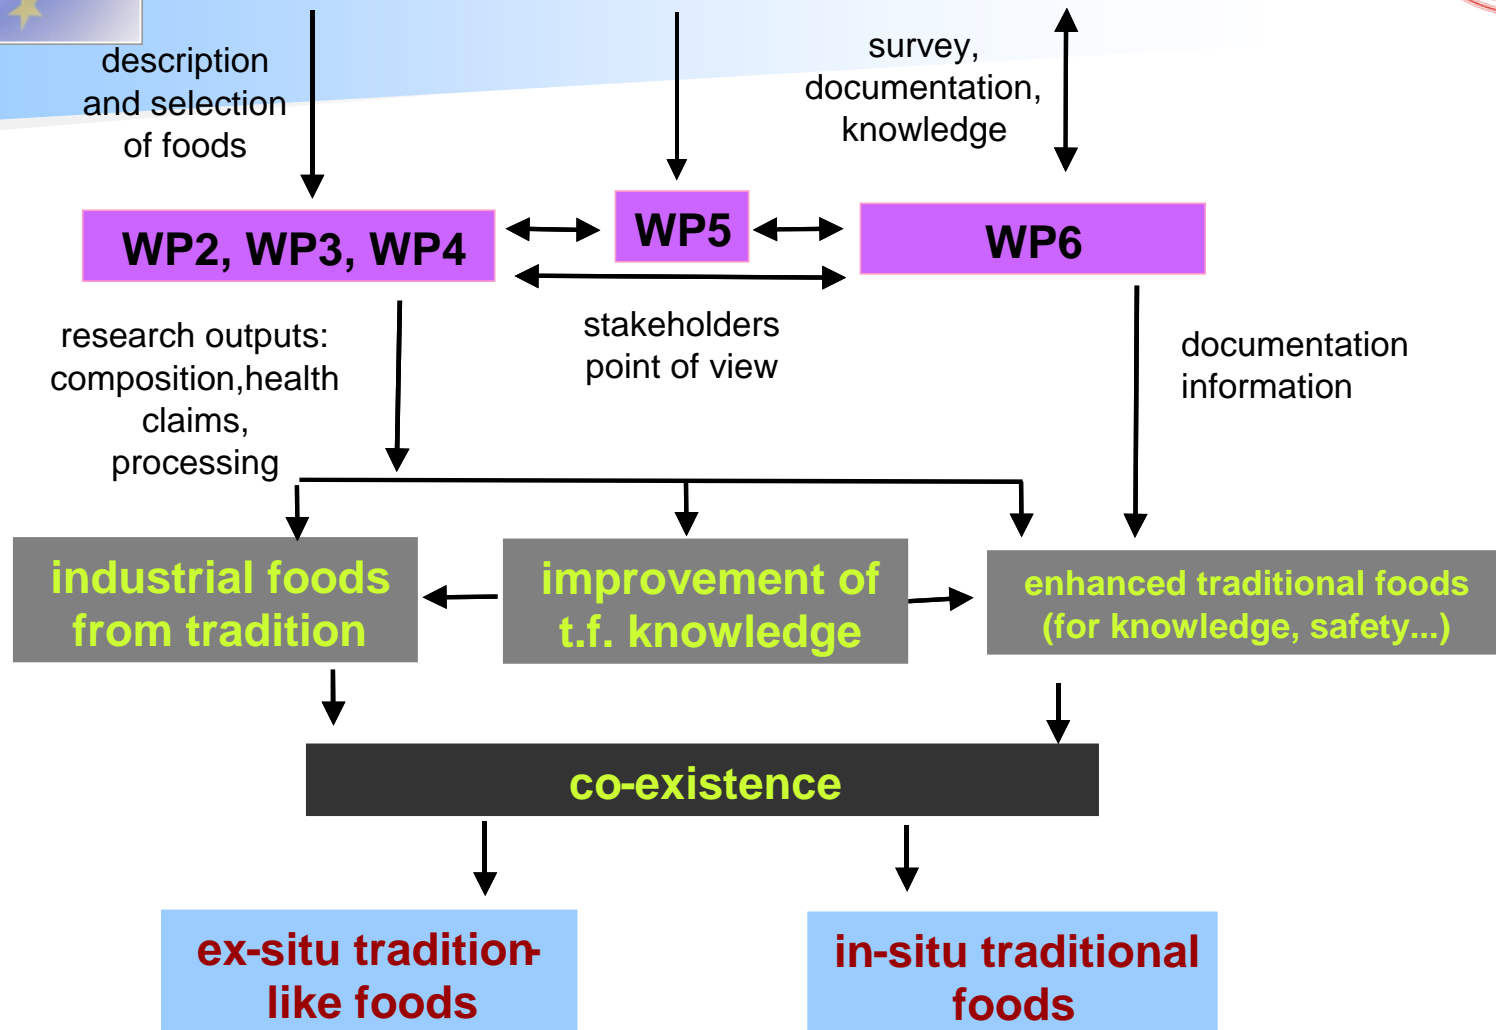 description
and selection
of foods
survey,
documentation,
knowledge
WP2, WP3, WP4
WP5
WP6
research outputs:
composition,health
claims,
processing
stakeholders
point of view
documentation
information
industrial foods
from tradition
improvement of
t.f. knowledge
enhanced traditional foods
(for knowledge, safety...)
co-existence
ex-situ tradition-
like foods
in-situ traditional
foods